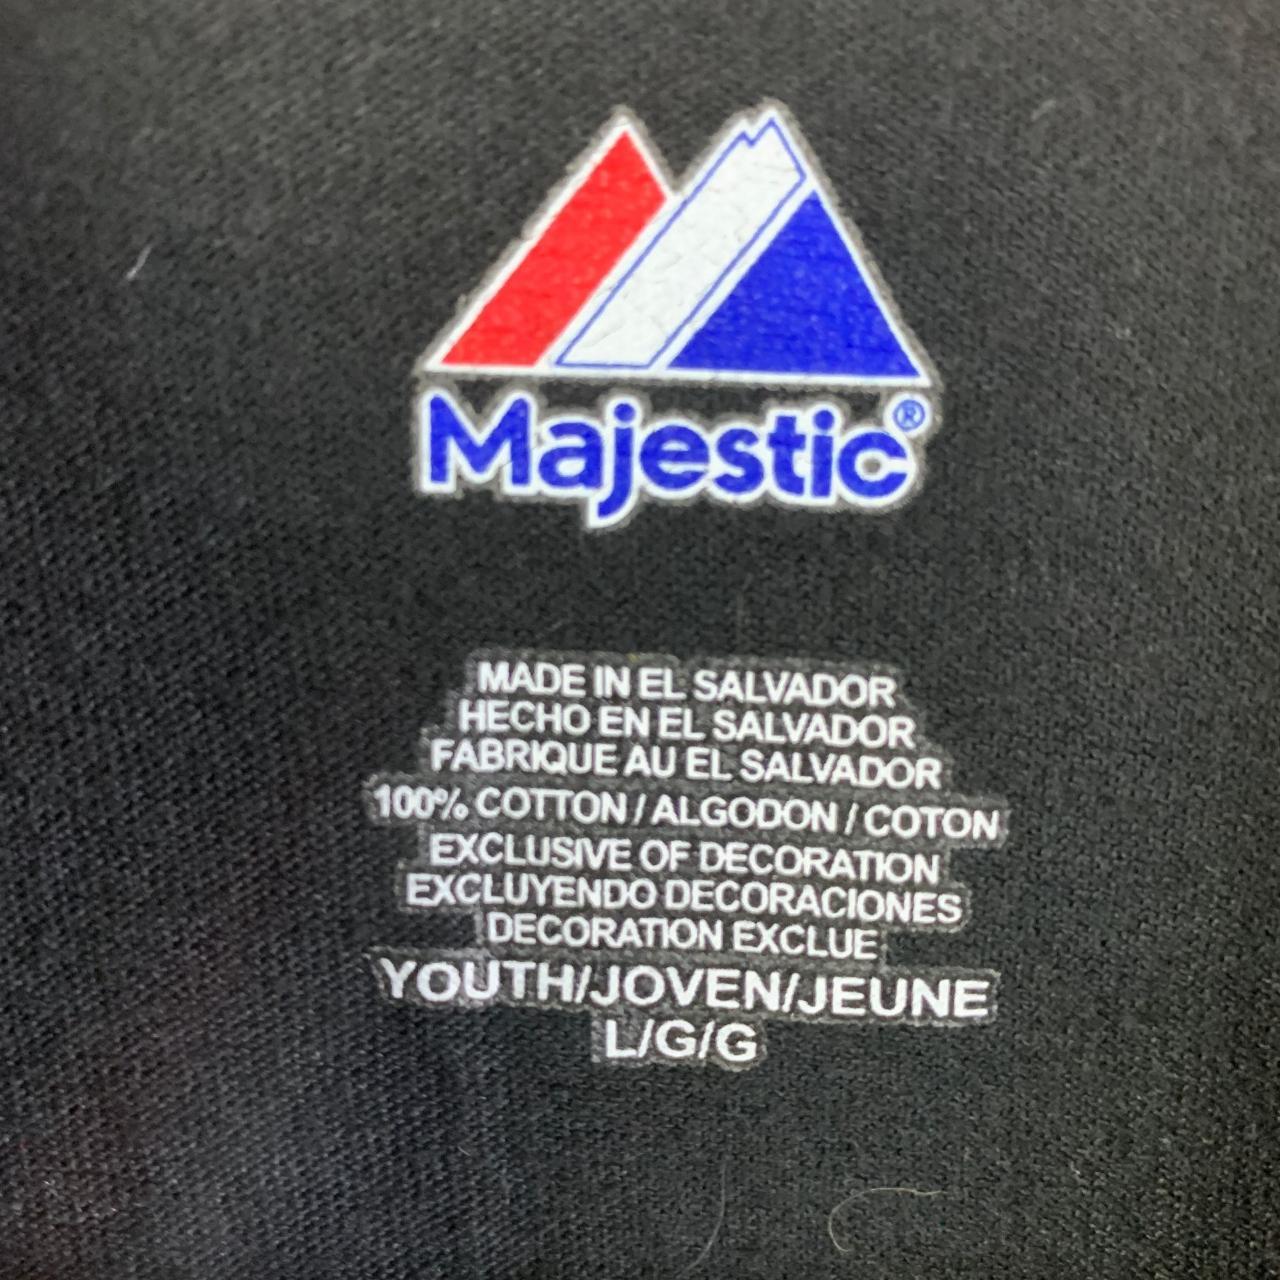 Majestic®
MADE IN EL SALVADOR
HECHO EN EL SALVADOR
FABRIQUE AU EL SALVADOR
100% COTTON / ALGODON / COTON
EXCLUSIVE OF DECORATION
EXCLUYENDO DECORACIONES
DECORATION EXCLUE
YOUTH/JOVEN/JEUNE
L/G/G